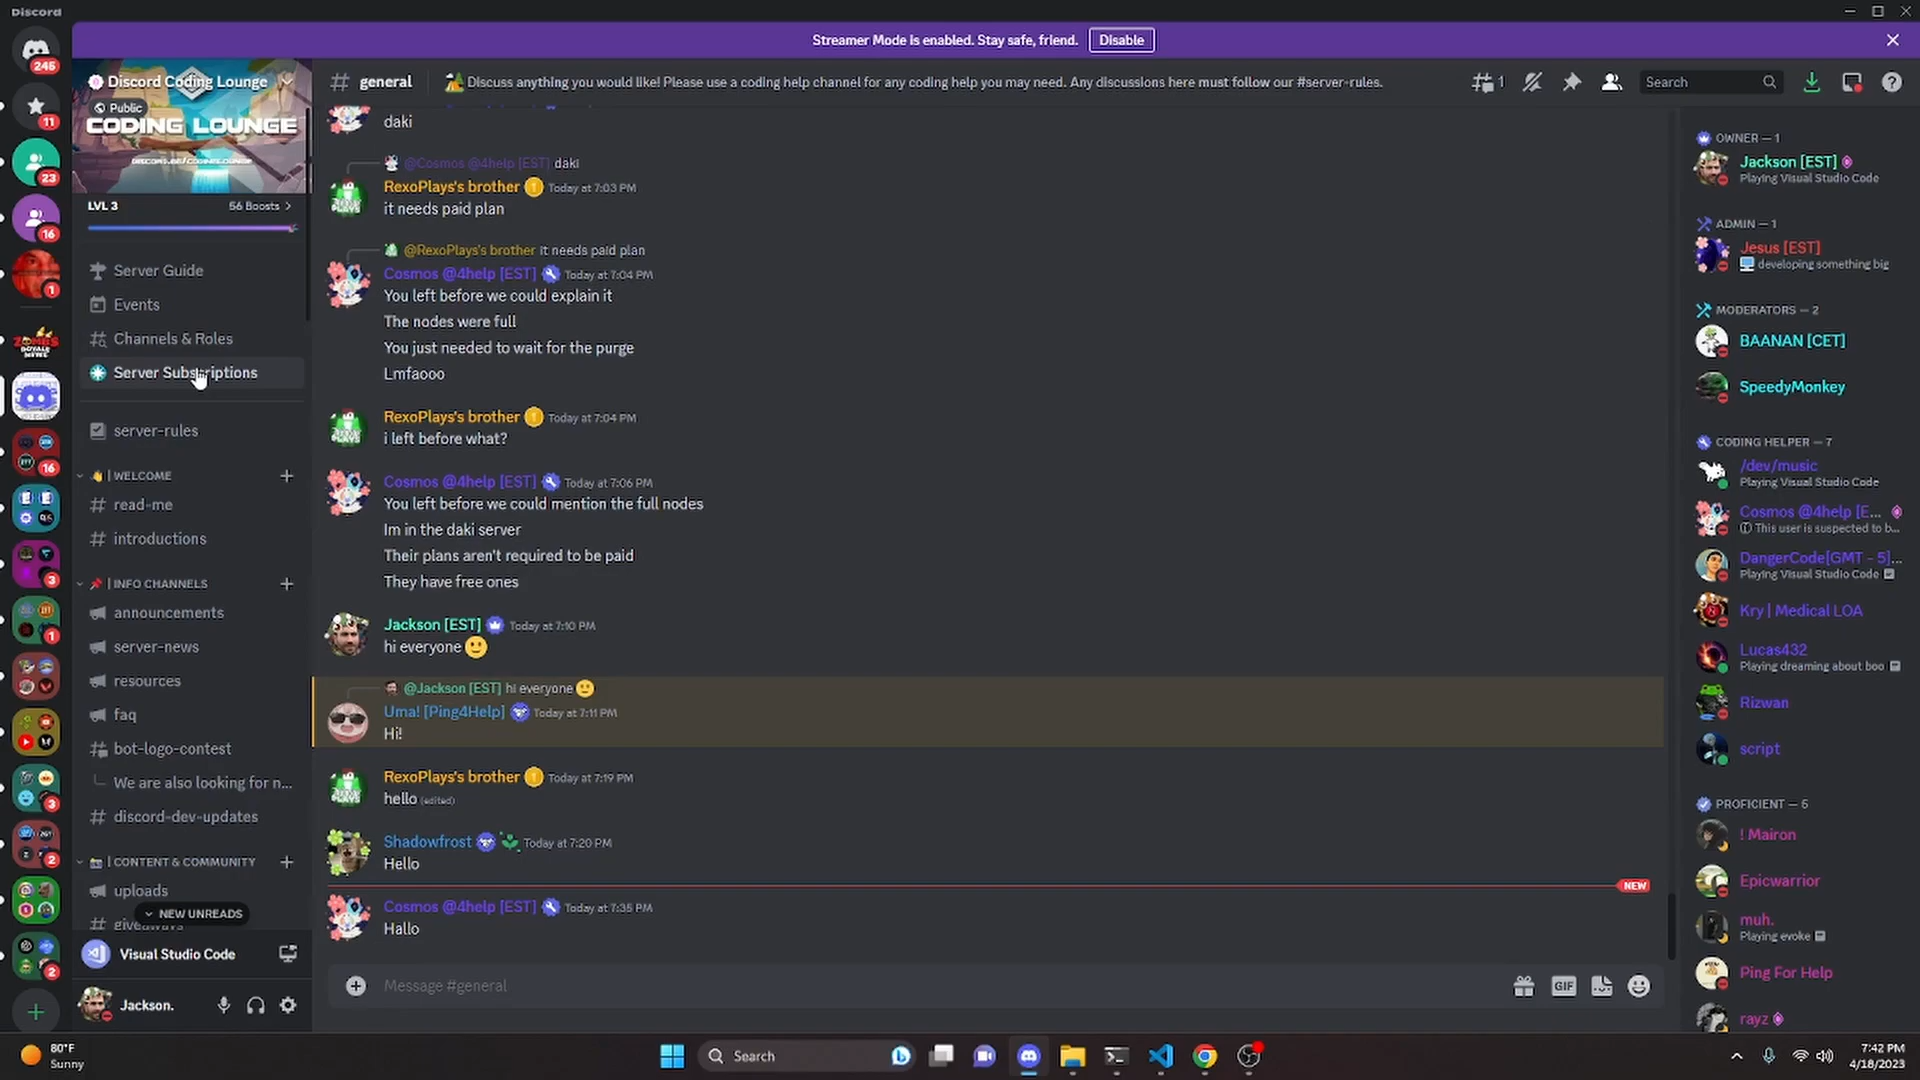 Discord
Streamer Mode is enabled. Stay safe, friend.
Disable
245
11
23
16
1
16
3
1
3
2
2
Discord Coding Lounge
Public
CODING LOUNGE
LVL 3
56 Boosts
Server Guide
Events
Channels & Roles
Server Subscriptions
server-rules
| WELCOME
read-me
introductions
| INFO CHANNELS
announcements
server-news
resources
faq
bot-logo-contest
We are also looking for n...
discord-dev-updates
| CONTENT & COMMUNITY
uploads
giveaways
NEW UNREADS
Visual Studio Code
Jackson.
general
Discuss anything you would like! Please use a coding help channel for any coding help you may need. Any discussions here must follow our #server-rules.
1
Search
daki
@Cosmos @4help [EST] daki
RexoPlays's brother Today at 7:03 PM
it needs paid plan
@RexoPlays's brother it needs paid plan
Cosmos @4help [EST] Today at 7:04 PM
You left before we could explain it
The nodes were full
You just needed to wait for the purge
Lmfaooo
RexoPlays's brother Today at 7:04 PM
i left before what?
Cosmos @4help [EST] Today at 7:06 PM
You left before we could mention the full nodes
Im in the daki server
Their plans aren't required to be paid
They have free ones
Jackson [EST] Today at 7:10 PM
hi everyone
@Jackson [EST] hi everyone
Uma! [Ping4Help] Today at 7:11 PM
Hi!
RexoPlays's brother Today at 7:19 PM
hello (edited)
Shadowfrost Today at 7:20 PM
Hello
NEW
Cosmos @4help [EST] Today at 7:35 PM
Hallo
Message #general
GIF
OWNER — 1
Jackson [EST]
Playing Visual Studio Code
ADMIN — 1
Jesus [EST]
developing something big
MODERATORS — 2
BAANAN [CET]
SpeedyMonkey
CODING HELPER — 7
/dev/music
Playing Visual Studio Code
Cosmos @4help [E...
This user is suspected to b...
DangerCode[GMT - 5]...
Playing Visual Studio Code
Kry | Medical LOA
Lucas432
Playing dreaming about boo
Rizwan
script
PROFICIENT — 6
! Mairon
Epicwarrior
muh.
Playing evoke
Ping For Help
rayz
80°F
Sunny
Search
7:42 PM
4/18/2023